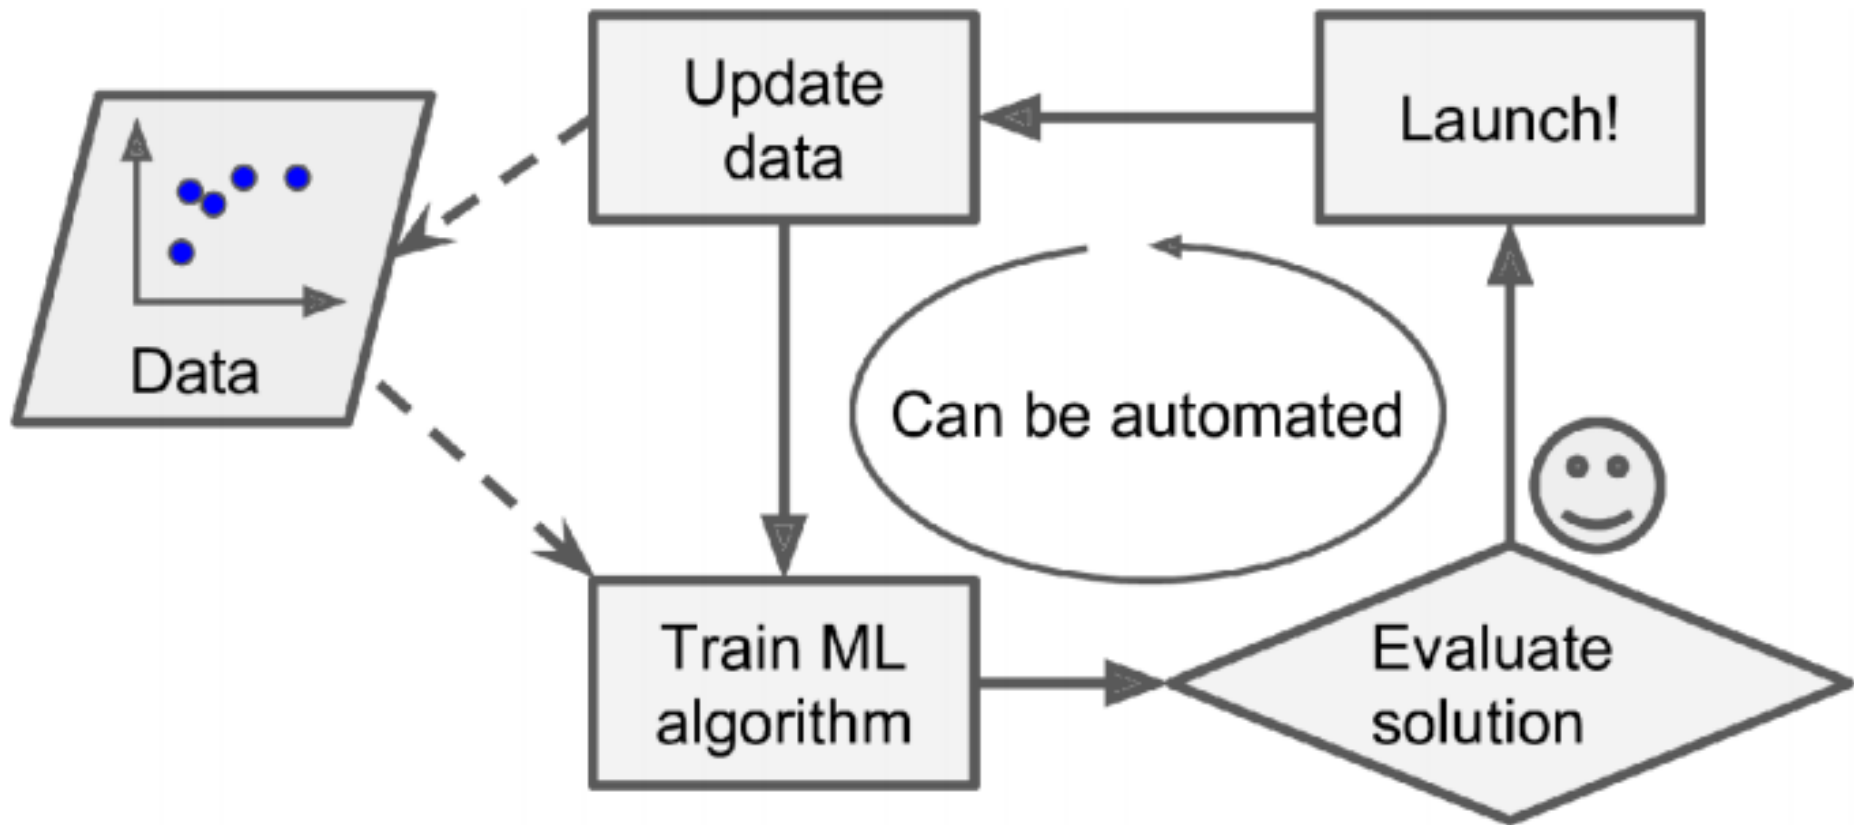 Update
data
Launch!
Data
Can be automated
Train ML
algorithm
Evaluate
solution